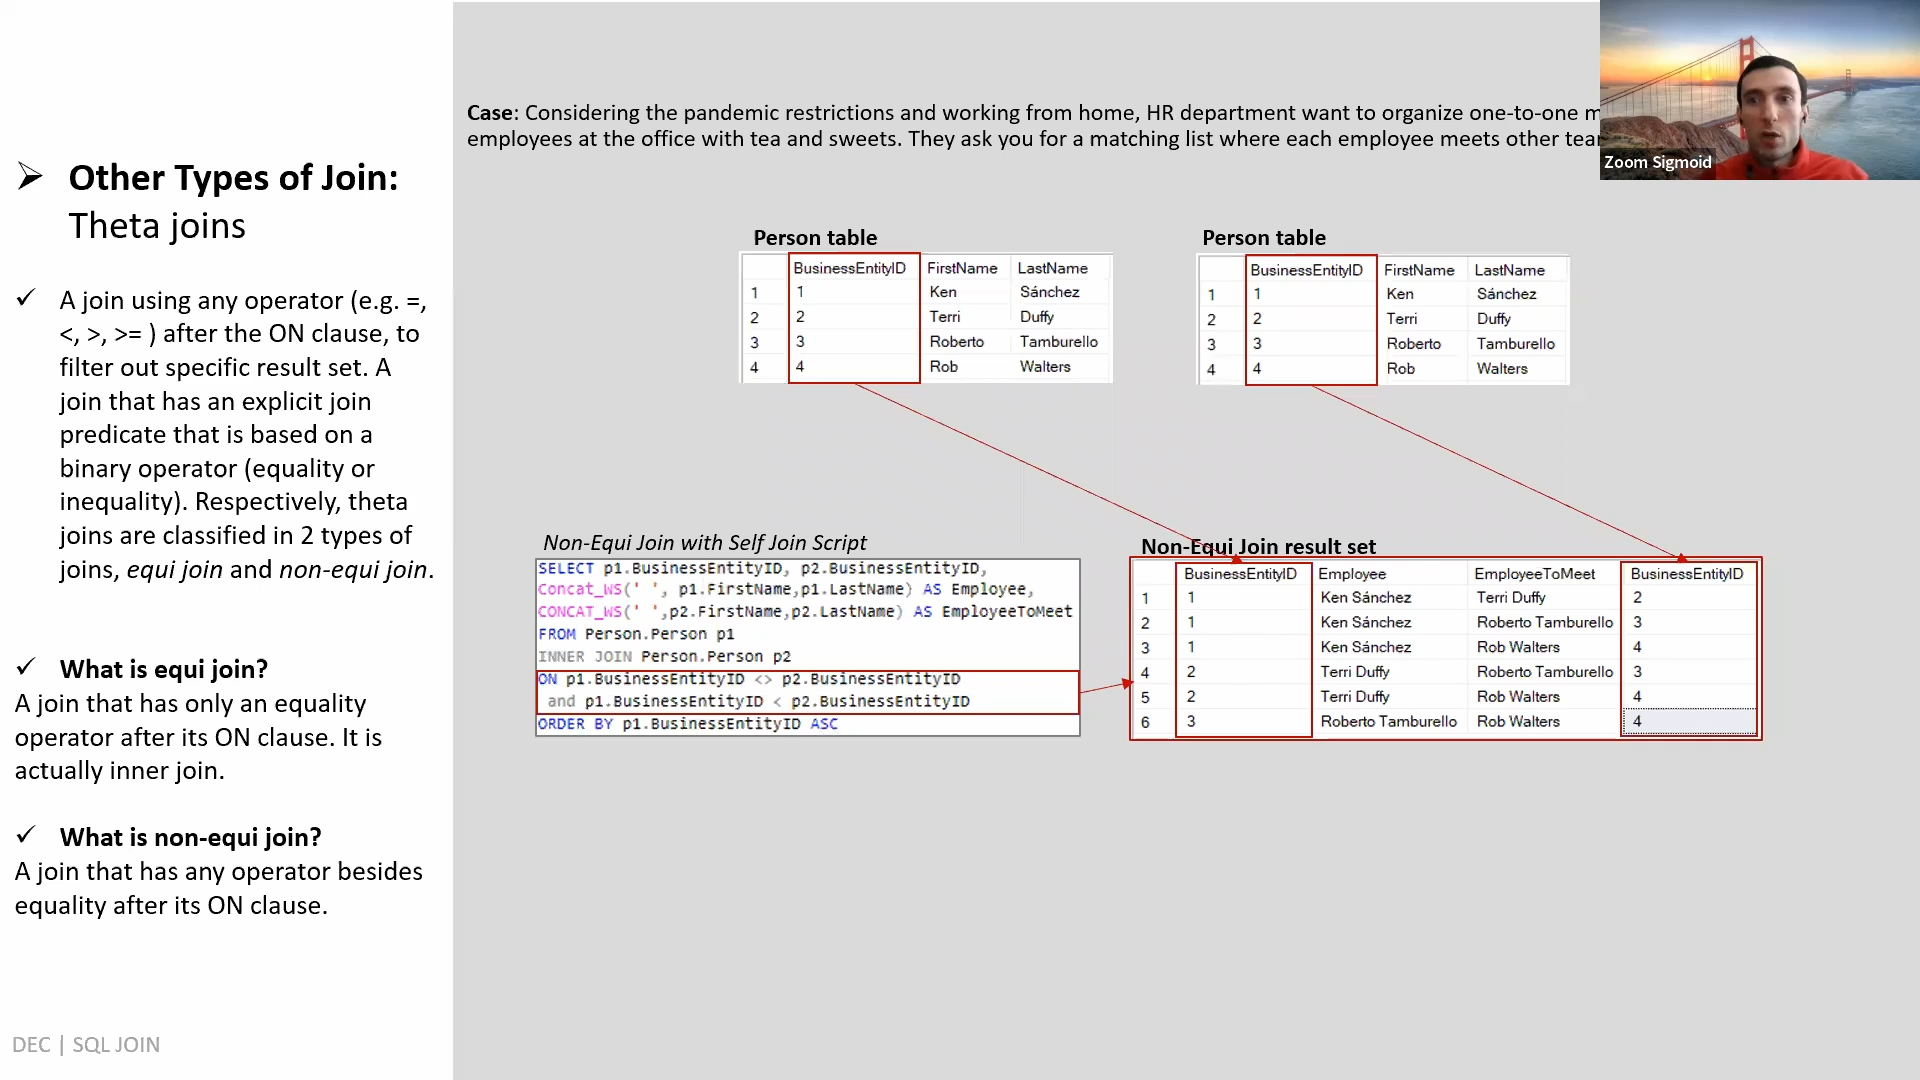 Other Types of Join:
Theta joins
A join using any operator (e.g. =,
<, >, >= ) after the ON clause, to
filter out specific result set. A
join that has an explicit join
predicate that is based on a
binary operator (equality or
inequality). Respectively, theta
joins are classified in 2 types of
joins, equi join and non-equi join.
What is equi join?
A join that has only an equality
operator after its ON clause. It is
actually inner join.
What is non-equi join?
A join that has any operator besides
equality after its ON clause.
DEC | SQL JOIN
Case: Considering the pandemic restrictions and working from home, HR department want to organize one-to-one
employees at the office with tea and sweets. They ask you for a matching list where each employee meets other
Zoom Sigmoid
Person table
BusinessEntityID FirstName LastName
1 1 Ken Sánchez
2 2 Terri Duffy
3 3 Roberto Tamburello
4 4 Rob Walters
Person table
BusinessEntityID FirstName LastName
1 1 Ken Sánchez
2 2 Terri Duffy
3 3 Roberto Tamburello
4 4 Rob Walters
Non-Equi Join with Self Join Script
SELECT p1.BusinessEntityID, p2.BusinessEntityID,
Concat_WS(' ', p1.FirstName,p1.LastName) AS Employee,
CONCAT_WS(' ',p2.FirstName,p2.LastName) AS EmployeeToMeet
FROM Person.Person p1
INNER JOIN Person.Person p2
ON p1.BusinessEntityID <> p2.BusinessEntityID
and p1.BusinessEntityID < p2.BusinessEntityID
ORDER BY p1.BusinessEntityID ASC
Non-Equi Join result set
BusinessEntityID Employee EmployeeToMeet BusinessEntityID
1 1 Ken Sánchez Terri Duffy 2
2 1 Ken Sánchez Roberto Tamburello 3
3 1 Ken Sánchez Rob Walters 4
4 2 Terri Duffy Roberto Tamburello 3
5 2 Terri Duffy Rob Walters 4
6 3 Roberto Tamburello Rob Walters 4